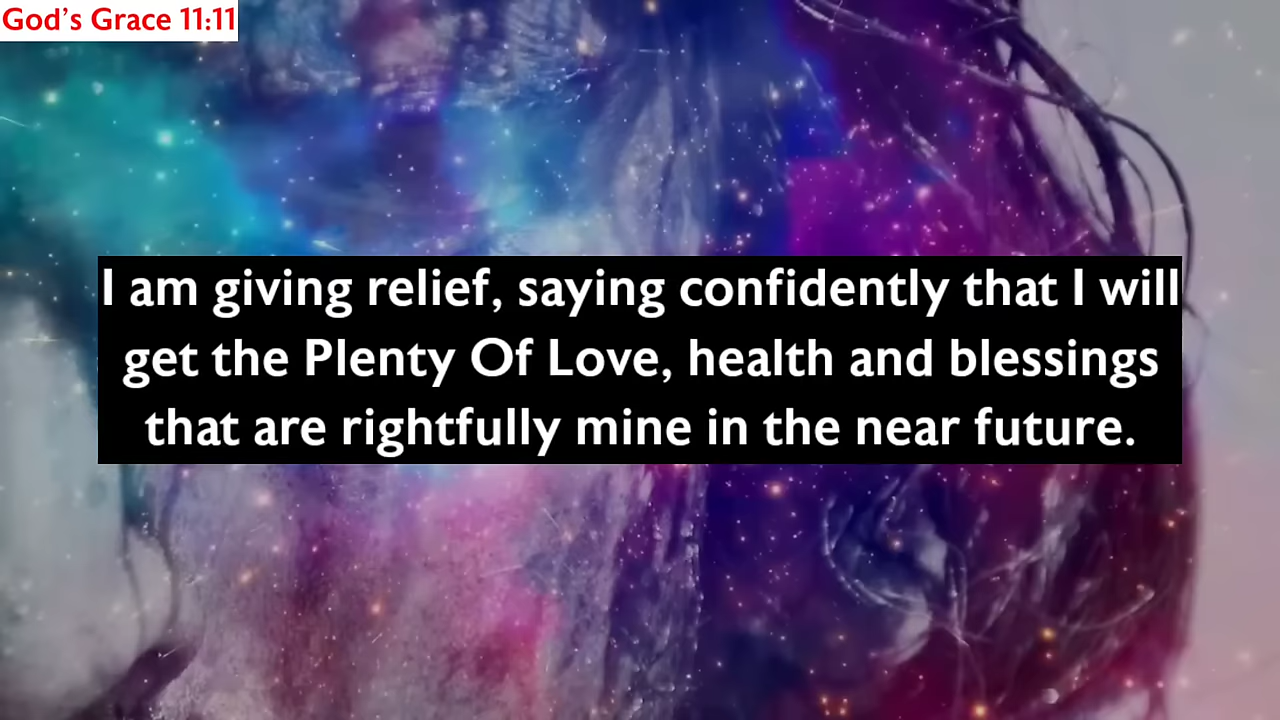 God's Grace 11:11
I am giving relief, saying confidently that I will
get the Plenty Of Love, health and blessings
that are rightfully mine in the near future.